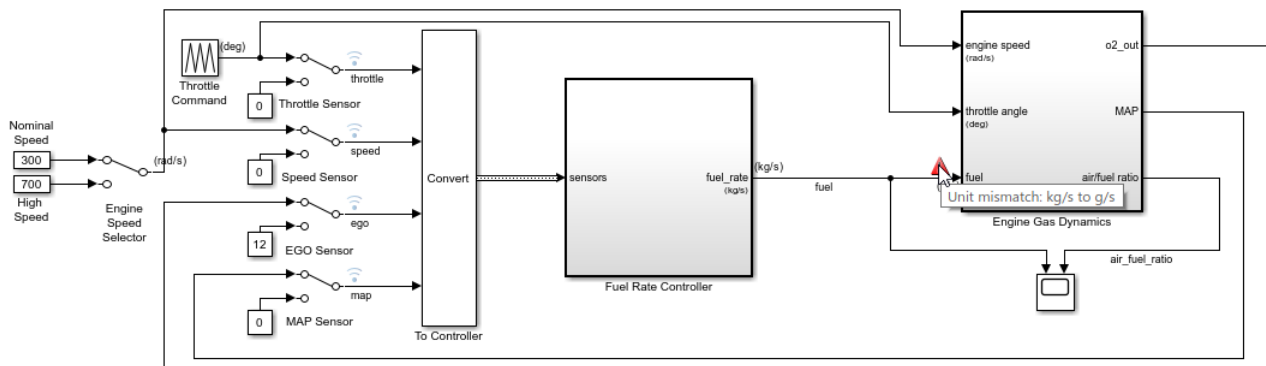 (deg)
throttle
Throttle
Command
0
Throttle Sensor
Nominal
Speed
300
700
High
Speed
(rad/s)
Engine
Speed
Selector
speed
0
Speed Sensor
ego
12
EGO Sensor
map
0
MAP Sensor
Convert
To Controller
sensors
fuel_rate
(kg/s)
Fuel Rate Controller
(kg/s)
fuel
engine speed
(rad/s)
o2_out
throttle angle
(deg)
MAP
fuel
air/fuel ratio
Unit mismatch: kg/s to g/s
Engine Gas Dynamics
air_fuel_ratio